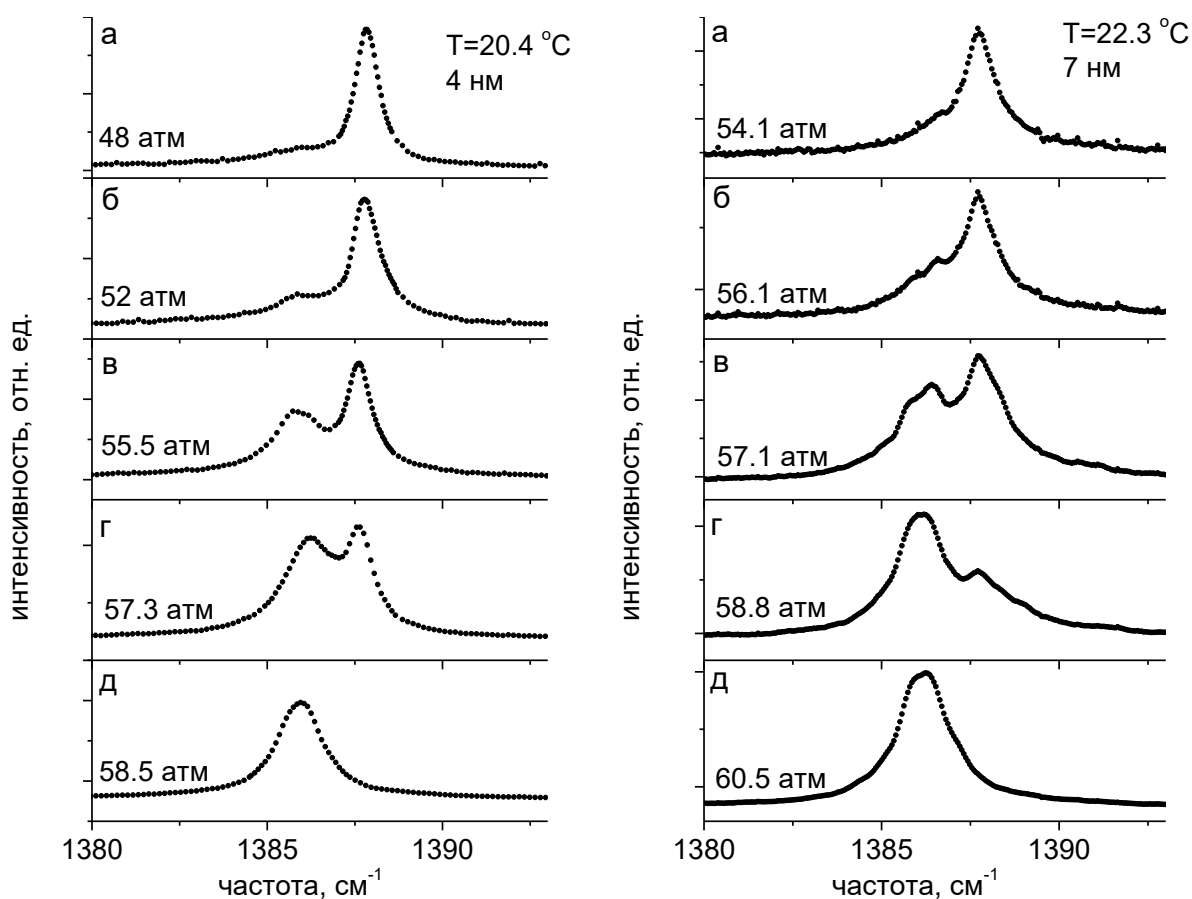 а
T=20.4 °C
4 нм
48 атм
б
52 атм
в
55.5 атм
г
57.3 атм
д
58.5 атм
1380
1385
1390
частота, см⁻¹
интенсивность, отн. ед.
а
T=22.3 °C
7 нм
54.1 атм
б
56.1 атм
в
57.1 атм
г
58.8 атм
д
60.5 атм
1380
1385
1390
частота, см⁻¹
интенсивность, отн. ед.